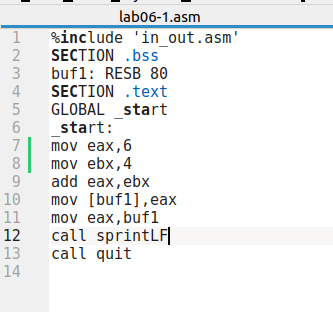 lab06-1.asm
1 %include 'in_out.asm'
2 SECTION .bss
3 buf1: RESB 80
4 SECTION .text
5 GLOBAL _start
6 _start:
7 mov eax,6
8 mov ebx,4
9 add eax,ebx
10 mov [buf1],eax
11 mov eax,buf1
12 call sprintLF
13 call quit
14